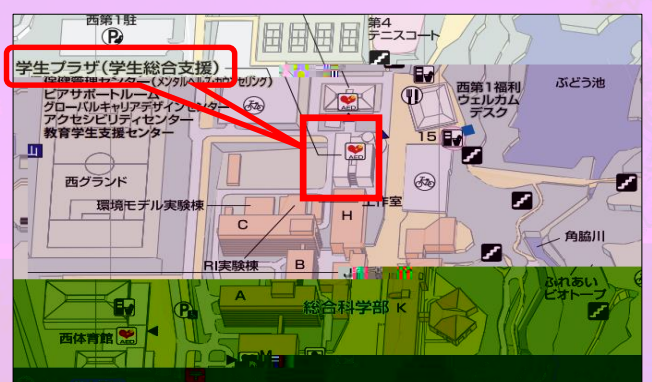 西第1駐
P
第4
テニスコート
学生プラザ(学生総合支援)
保健管理センター(メンタルヘルス・カウンセリング)
ピアサポートルーム
グローバルキャリアデザインセンター
アクセシビリティセンター
教育学生支援センター
AED
西第1福利
ウェルカム
デスク
ぶどう池
15
AED
西グランド
環境モデル実験棟
工作室
C
H
角脇川
RI実験棟
B
ふれあい
ビオトープ
A
P
総合科学部
K
西体育館
AED
AED